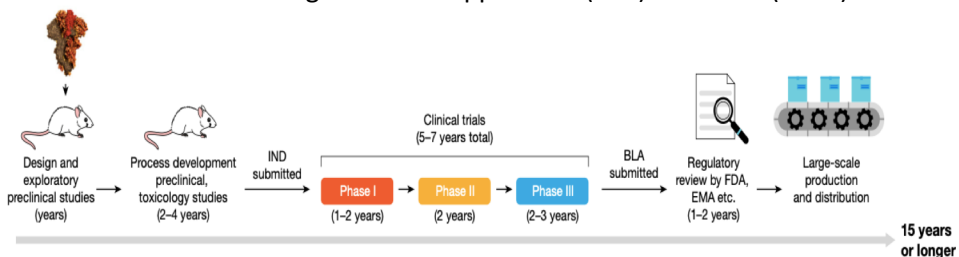 Design and
exploratory
preclinical studies
(years)
Process development
preclinical,
toxicology studies
(2–4 years)
IND
submitted
Clinical trials
(5–7 years total)
Phase I
(1–2 years)
Phase II
(2 years)
Phase III
(2–3 years)
BLA
submitted
Regulatory
review by FDA,
EMA etc.
(1–2 years)
Large-scale
production
and distribution
15 years
or longer